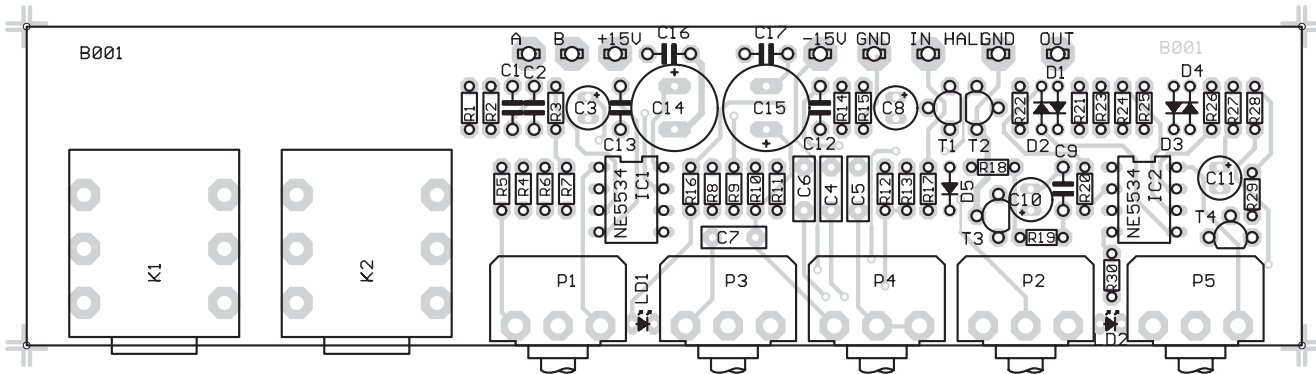 B001
A B +15V C16 C17 -15V GND IN HAL GND OUT B001
C1 C2 D1 D4
R1 R2 R3 C3 C14 C15 R14 R15 C8 R22 R21 R23 R24 R25 R26 R27 R28
C13 C12 T1 T2 D2 C9 D3
R5 R4 R6 R7 NE5534 IC1 R16 R8 R9 R10 R11 C6 C4 C5 R12 R13 R17 D5 R18 C10 R20 NE5534 IC2 C11 R29
C7 T3 R19 T4
K1 K2 P1 LD1 P3 P4 P2 R30 P5
LD2